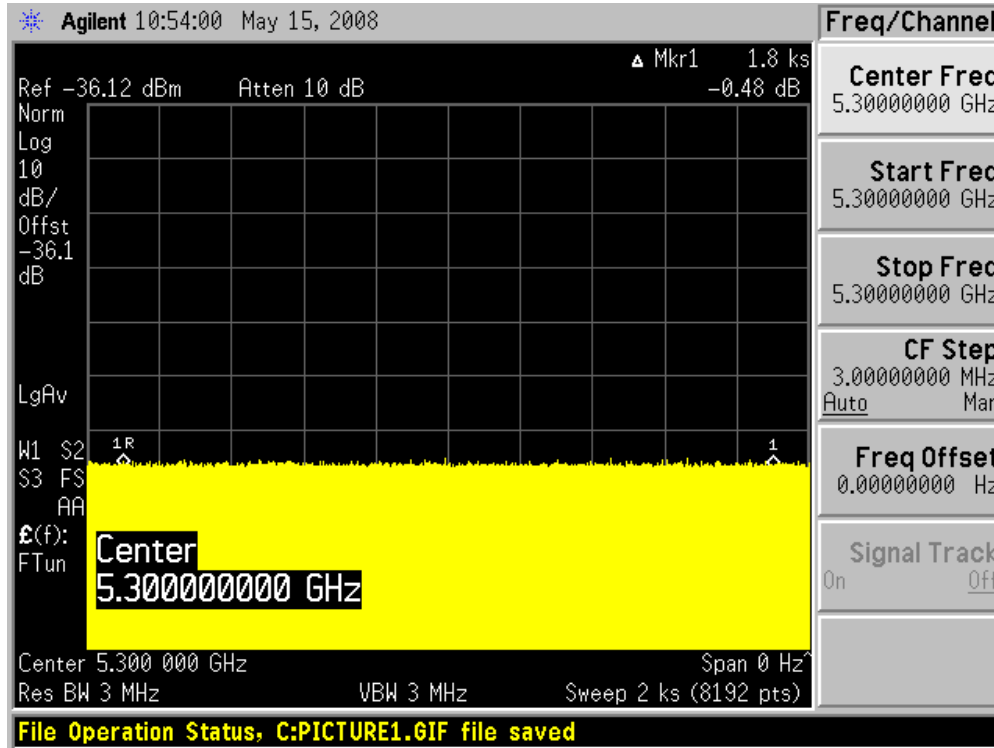 Agilent 10:54:00 May 15, 2008
Freq/Channel
Δ Mkr1 1.8 ks
Ref -36.12 dBm Atten 10 dB -0.48 dB
Norm
Log
10
dB/
Offst
-36.1
dB
LgAv
W1 S2
S3 FS
AA
£(f):
FTun
1R
1
Center
5.300000000 GHz
Center 5.300 000 GHz Span 0 Hz^
Res BW 3 MHz VBW 3 MHz Sweep 2 ks (8192 pts)
Center Freq
5.30000000 GHz
Start Freq
5.30000000 GHz
Stop Freq
5.30000000 GHz
CF Step
3.00000000 MHz
Auto Man
Freq Offset
0.00000000 Hz
Signal Track
On Off
File Operation Status, C:PICTURE1.GIF file saved